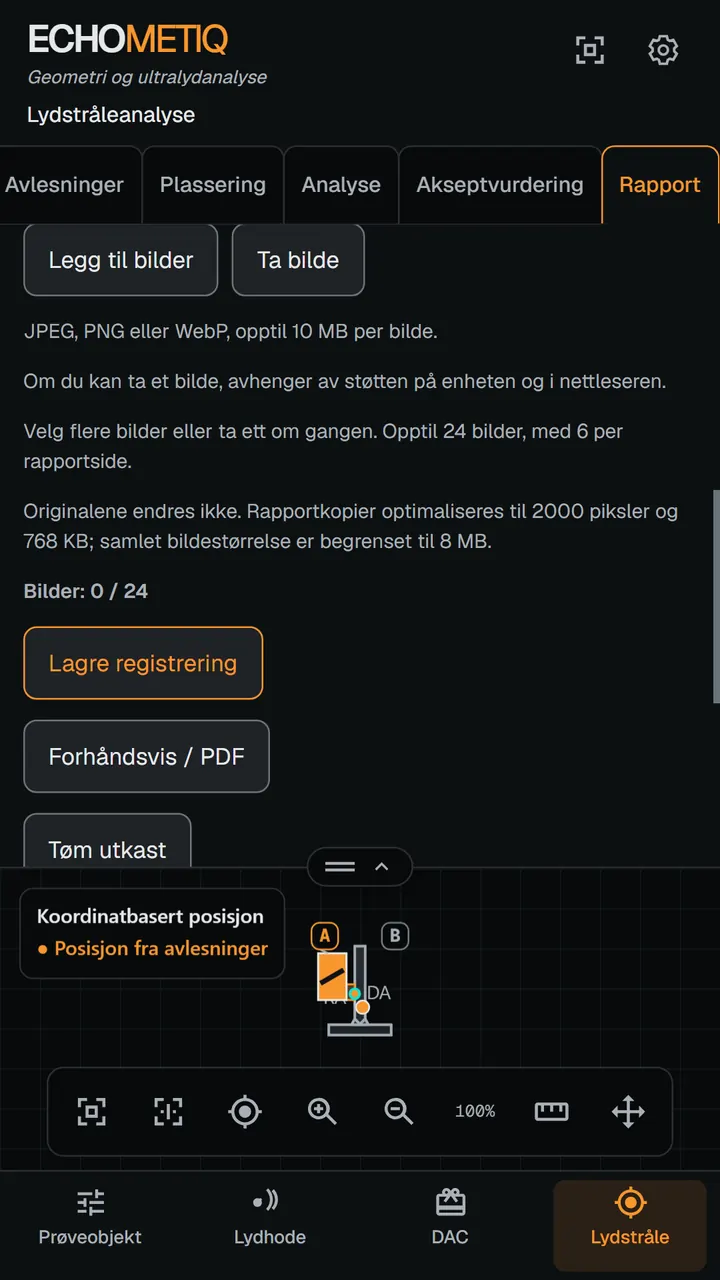 ECHOMETIQ
Geometri og ultralydanalyse
Lydstråleanalyse
Avlesninger
Plassering
Analyse
Akseptvurdering
Rapport
Legg til bilder
Ta bilde
JPEG, PNG eller WebP, opptil 10 MB per bilde.
Om du kan ta et bilde, avhenger av støtten på enheten og i nettleseren.
Velg flere bilder eller ta ett om gangen. Opptil 24 bilder, med 6 per
rapportside.
Originalene endres ikke. Rapportkopier optimaliseres til 2000 piksler og
768 KB; samlet bildestørrelse er begrenset til 8 MB.
Bilder: 0 / 24
Lagre registrering
Forhåndsvis / PDF
Tøm utkast
Koordinatbasert posisjon
Posisjon fra avlesninger
A
B
DA
100%
Prøveobjekt
Lydhode
DAC
Lydstråle